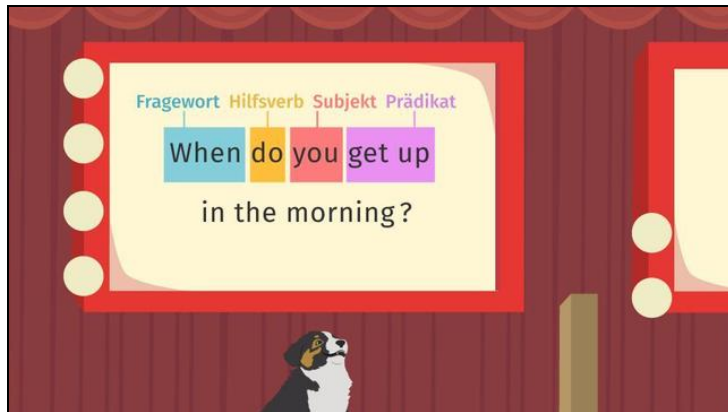 Fragewort Hilfsverb Subjekt Prädikat
When do you get up
in the morning?